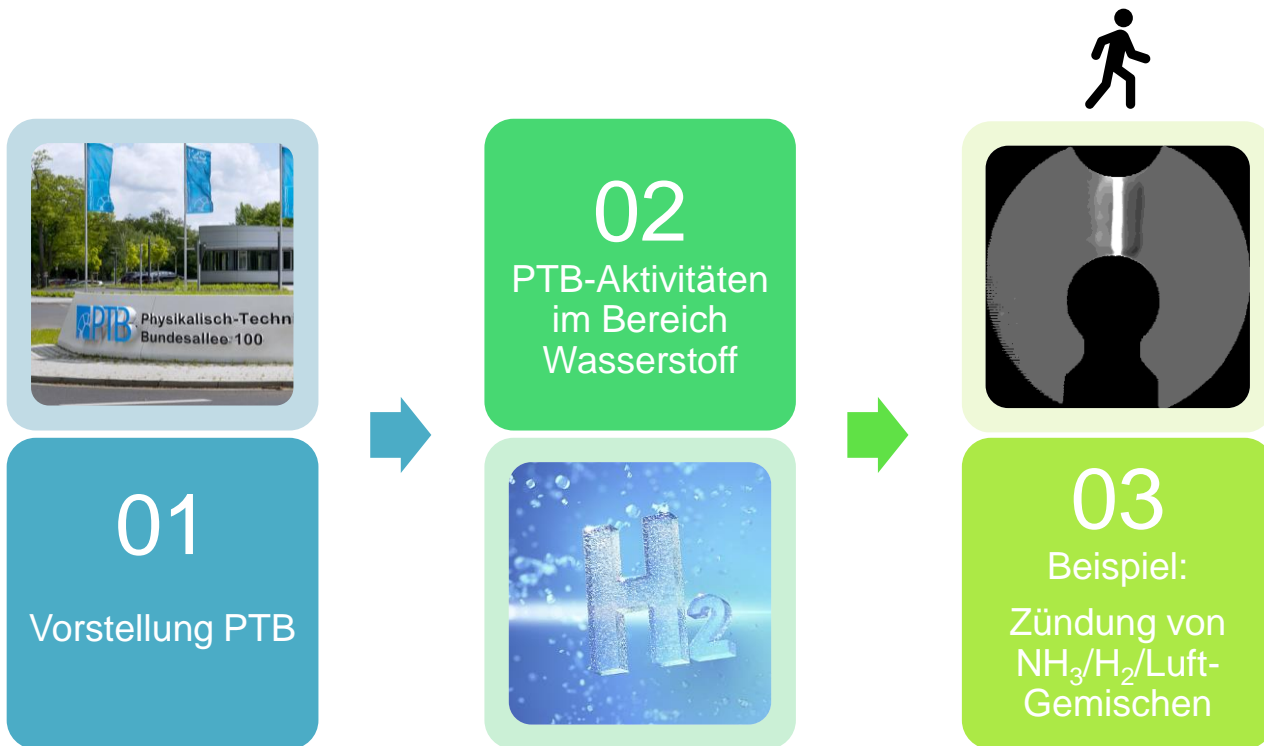 PTB Physikalisch-Techn
Bundesallee 100
01
Vorstellung PTB
02
PTB-Aktivitäten
im Bereich
Wasserstoff
H2
03
Beispiel:
Zündung von
NH3/H2/Luft-
Gemischen